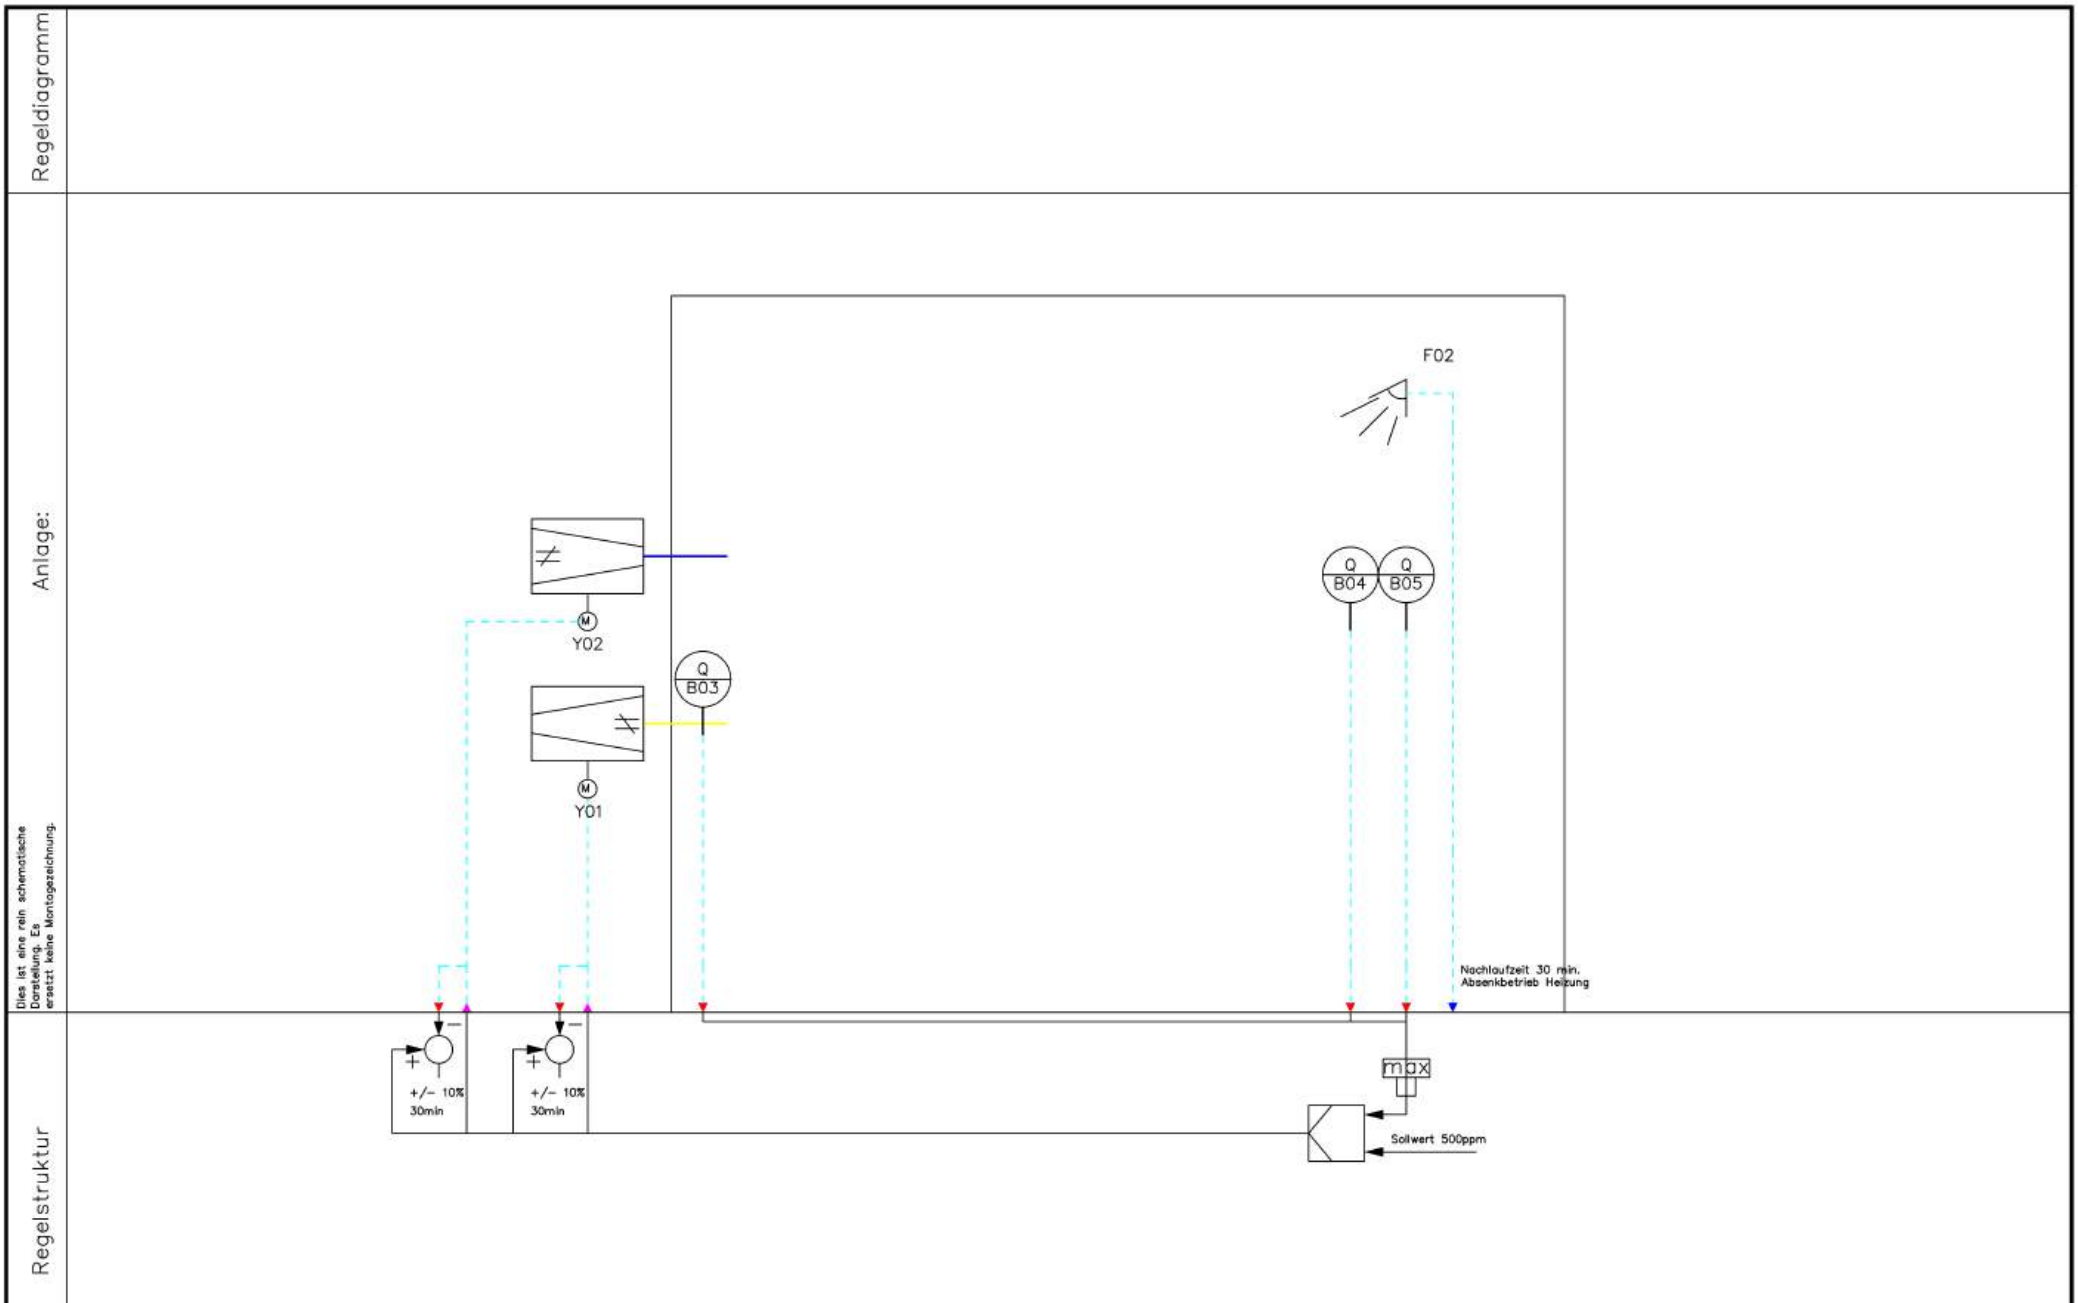 Regeldiagramm
F02
Anlage:
Q
B04
Q
B05
M
Y02
Q
B03
M
Y01
Dies ist eine rein schematische
Darstellung. Es
ersetzt keine Montagezeichnung.
Nachlaufzeit 30 min.
Absenkbetrieb Heizung
−
+
+/− 10%
30min
−
+
+/− 10%
30min
max
Sollwert 500ppm
Regelstruktur